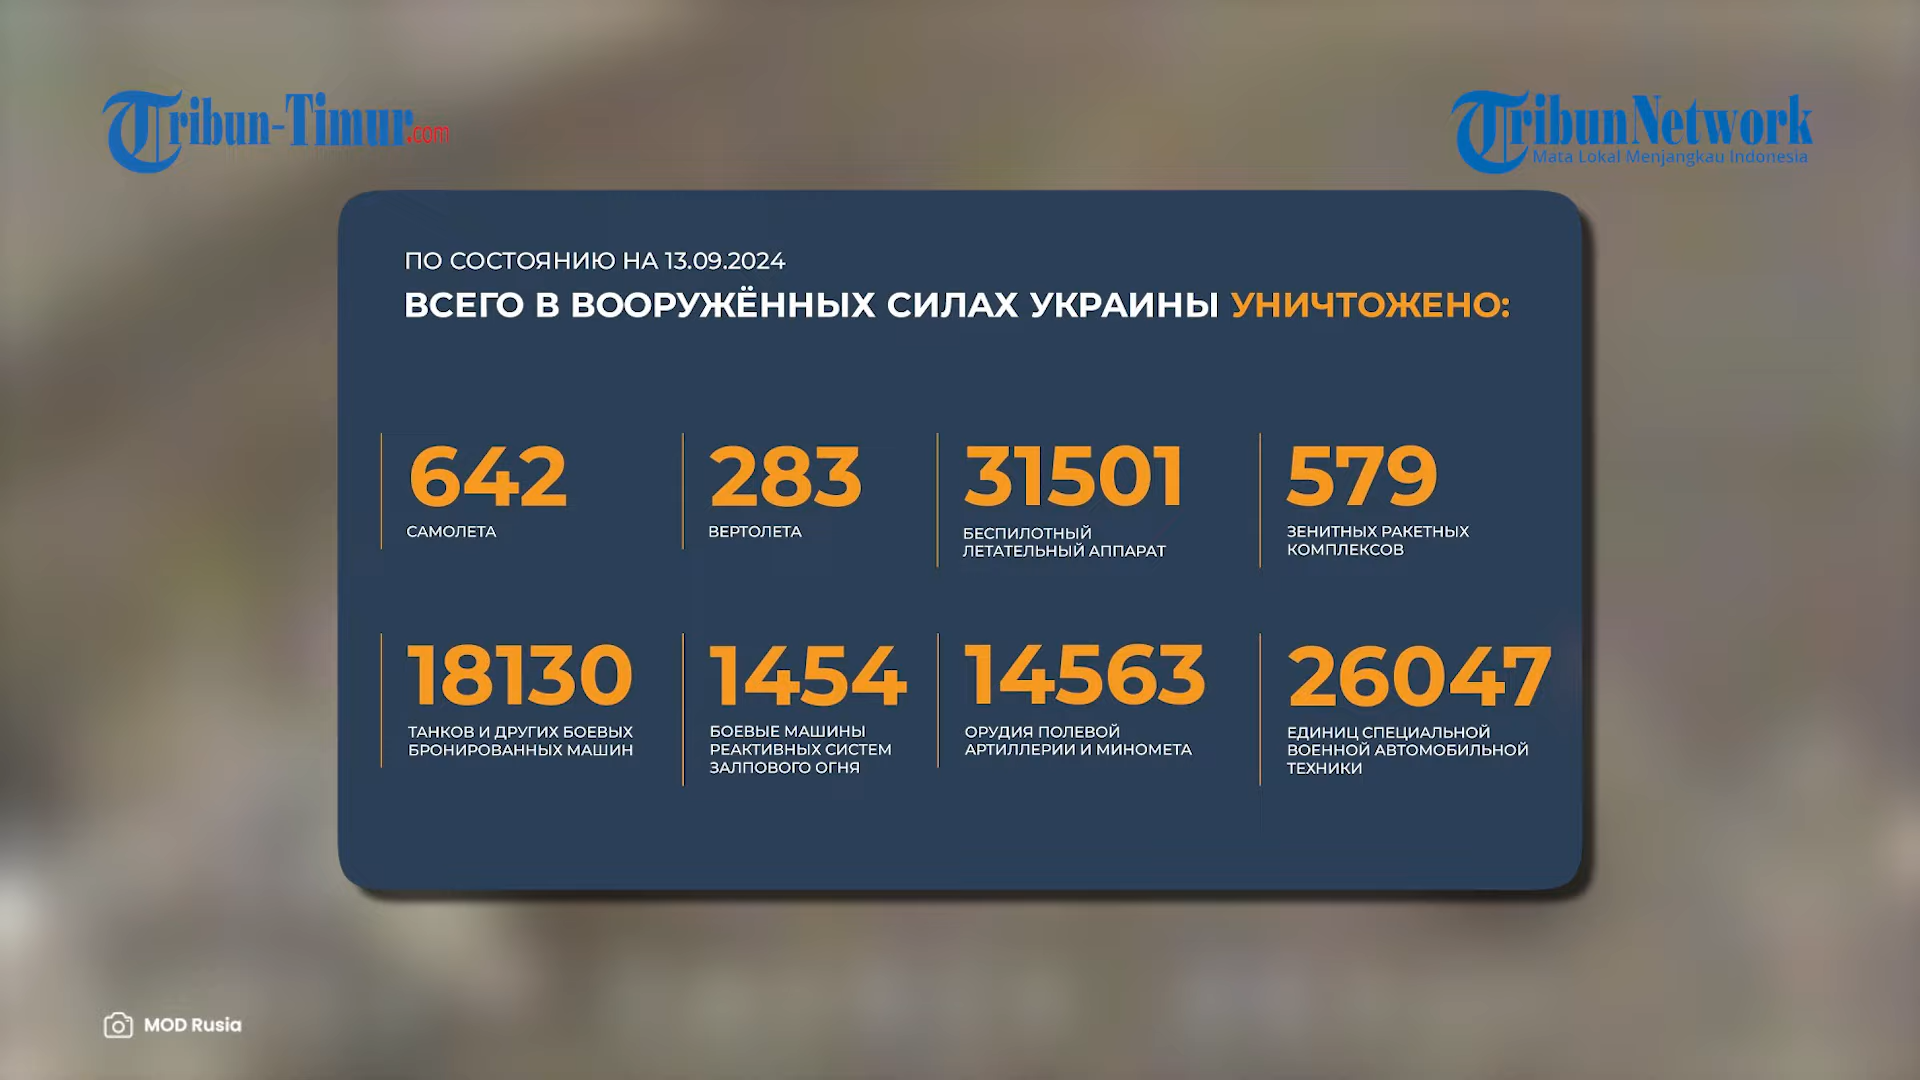 Tribun-Timur.com
TribunNetwork
Mata Lokal Menjangkau Indonesia
ПО СОСТОЯНИЮ НА 13.09.2024
ВСЕГО В ВООРУЖЁННЫХ СИЛАХ УКРАИНЫ УНИЧТОЖЕНО:
642
САМОЛЕТА
283
ВЕРТОЛЕТА
31501
БЕСПИЛОТНЫЙ
ЛЕТАТЕЛЬНЫЙ АППАРАТ
579
ЗЕНИТНЫХ РАКЕТНЫХ
КОМПЛЕКСОВ
18130
ТАНКОВ И ДРУГИХ БОЕВЫХ
БРОНИРОВАННЫХ МАШИН
1454
БОЕВЫЕ МАШИНЫ
РЕАКТИВНЫХ СИСТЕМ
ЗАЛПОВОГО ОГНЯ
14563
ОРУДИЯ ПОЛЕВОЙ
АРТИЛЛЕРИИ И МИНОМЕТА
26047
ЕДИНИЦ СПЕЦИАЛЬНОЙ
ВОЕННОЙ АВТОМОБИЛЬНОЙ
ТЕХНИКИ
MOD Rusia